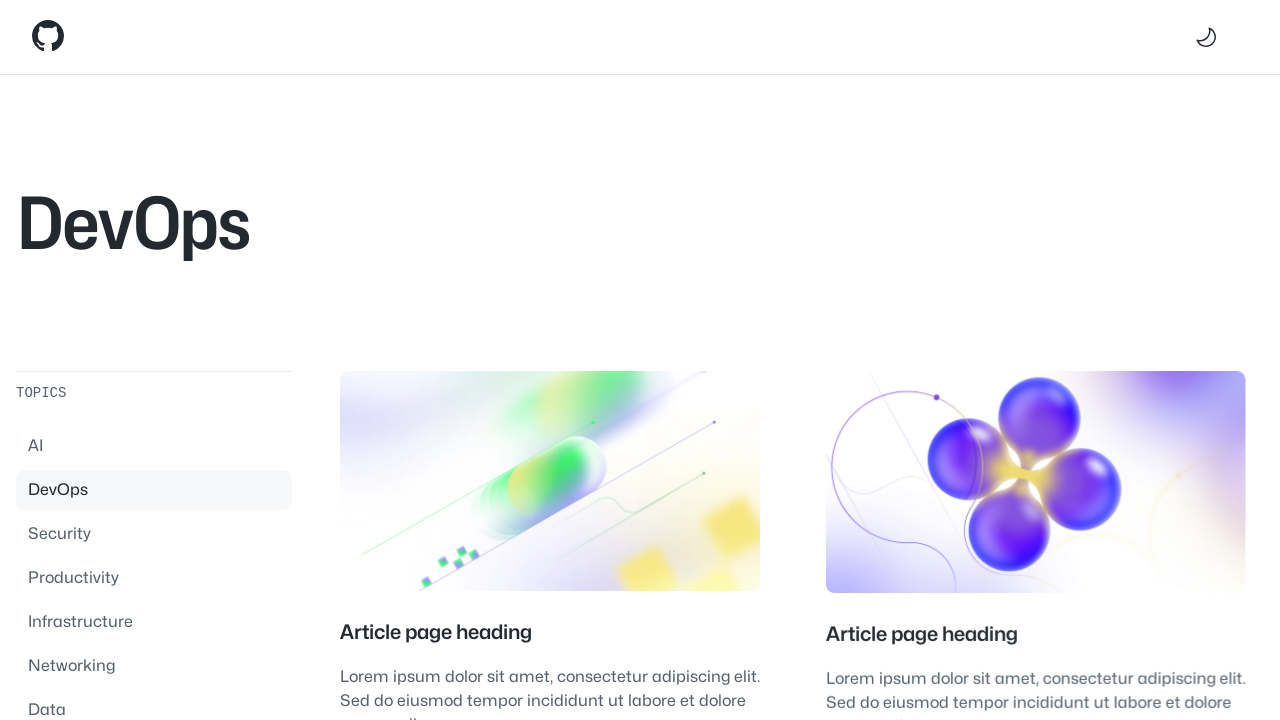 DevOps
TOPICS
AI
DevOps
Security
Productivity
Infrastructure
Networking
Data
Article page heading
Lorem ipsum dolor sit amet, consectetur adipiscing elit.
Sed do eiusmod tempor incididunt ut labore et dolore
Article page heading
Lorem ipsum dolor sit amet, consectetur adipiscing elit.
Sed do eiusmod tempor incididunt ut labore et dolore